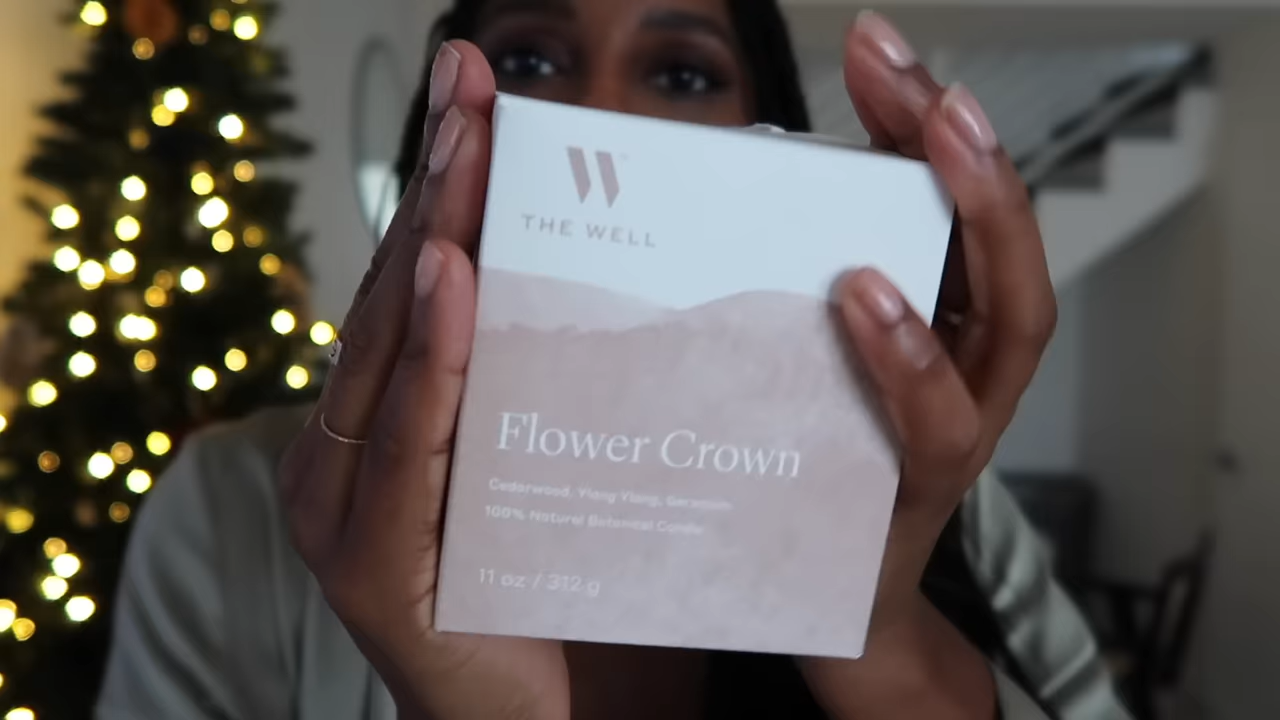 THE WELL
Flower Crown
Cedarwood, Ylang Ylang, Geranium
100% Natural Botanical Candle
11 oz / 312 g